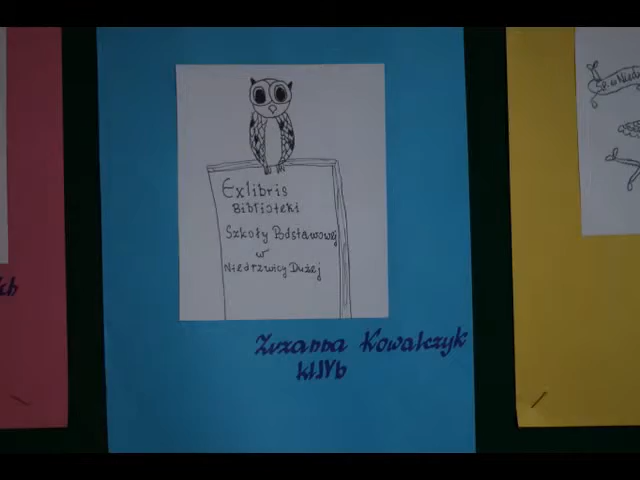 Exlibris
Biblioteki
Szkoły Podstawowej
w
Niedrzwicy Dużej
Zuzanna Kowalczyk
kl.IVb